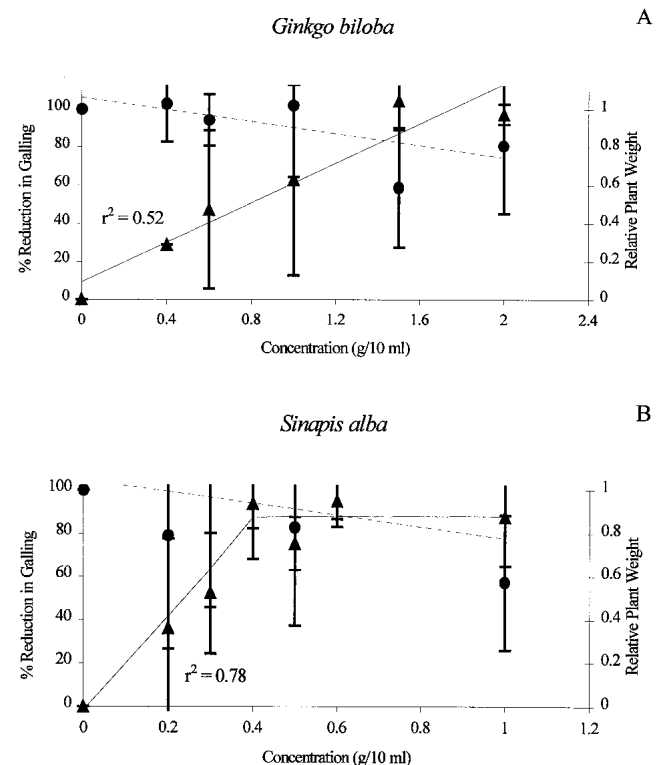 A
Ginkgo biloba
100
80
60
40
20
0
% Reduction in Galling
r² = 0.52
1
0.8
0.6
0.4
0.2
0
Relative Plant Weight
0 0.4 0.8 1.2 1.6 2 2.4
Concentration (g/10 ml)
B
Sinapis alba
100
80
60
40
20
0
% Reduction in Galling
r² = 0.78
1
0.8
0.6
0.4
0.2
0
Relative Plant Weight
0 0.2 0.4 0.6 0.8 1 1.2
Concentration (g/10 ml)